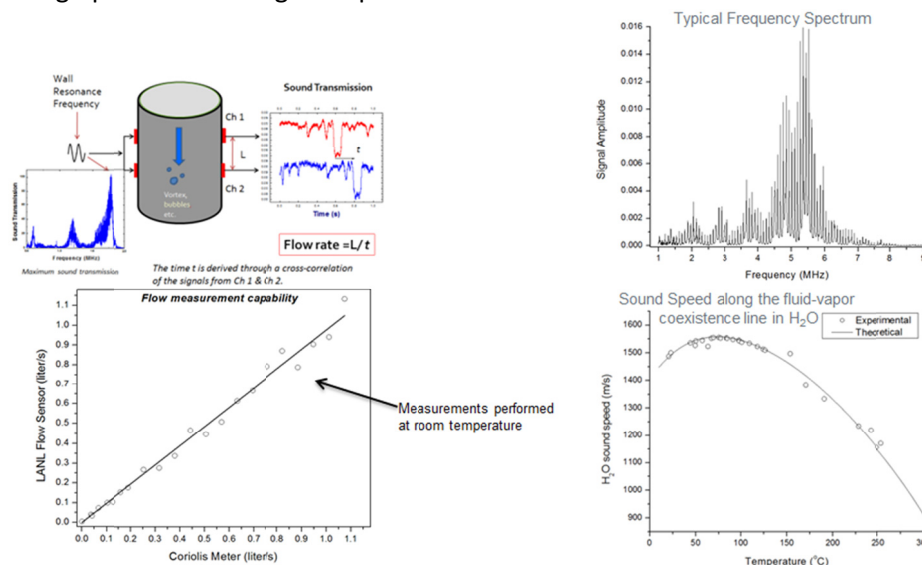 Typical Frequency Spectrum
Wall
Resonance
Frequency
Sound Transmission
Ch 1
L
Ch 2
τ
Vortex,
bubbles
etc.
Time (s)
Sound Transmission
Frequency (MHz)
Maximum sound transmission
Flow rate =L/t
The time t is derived through a cross-correlation
of the signals from Ch 1 & Ch 2.
Signal Amplitude
0.016
0.014
0.012
0.010
0.008
0.006
0.004
0.002
0.000
1 2 3 4 5 6 7 8 9
Frequency (MHz)
Flow measurement capability
LANL Flow Sensor (liter/s)
1.1
1.0
0.9
0.8
0.7
0.6
0.5
0.4
0.3
0.2
0.1
0.0
0.0 0.1 0.2 0.3 0.4 0.5 0.6 0.7 0.8 0.9 1.0 1.1
Coriolis Meter (liter/s)
Measurements performed
at room temperature
Sound Speed along the fluid-vapor
coexistence line in H₂O
Experimental
Theoretical
H₂O sound speed (m/s)
1600
1500
1400
1300
1200
1100
1000
900
0 50 100 150 200 250 300
Temperature (°C)